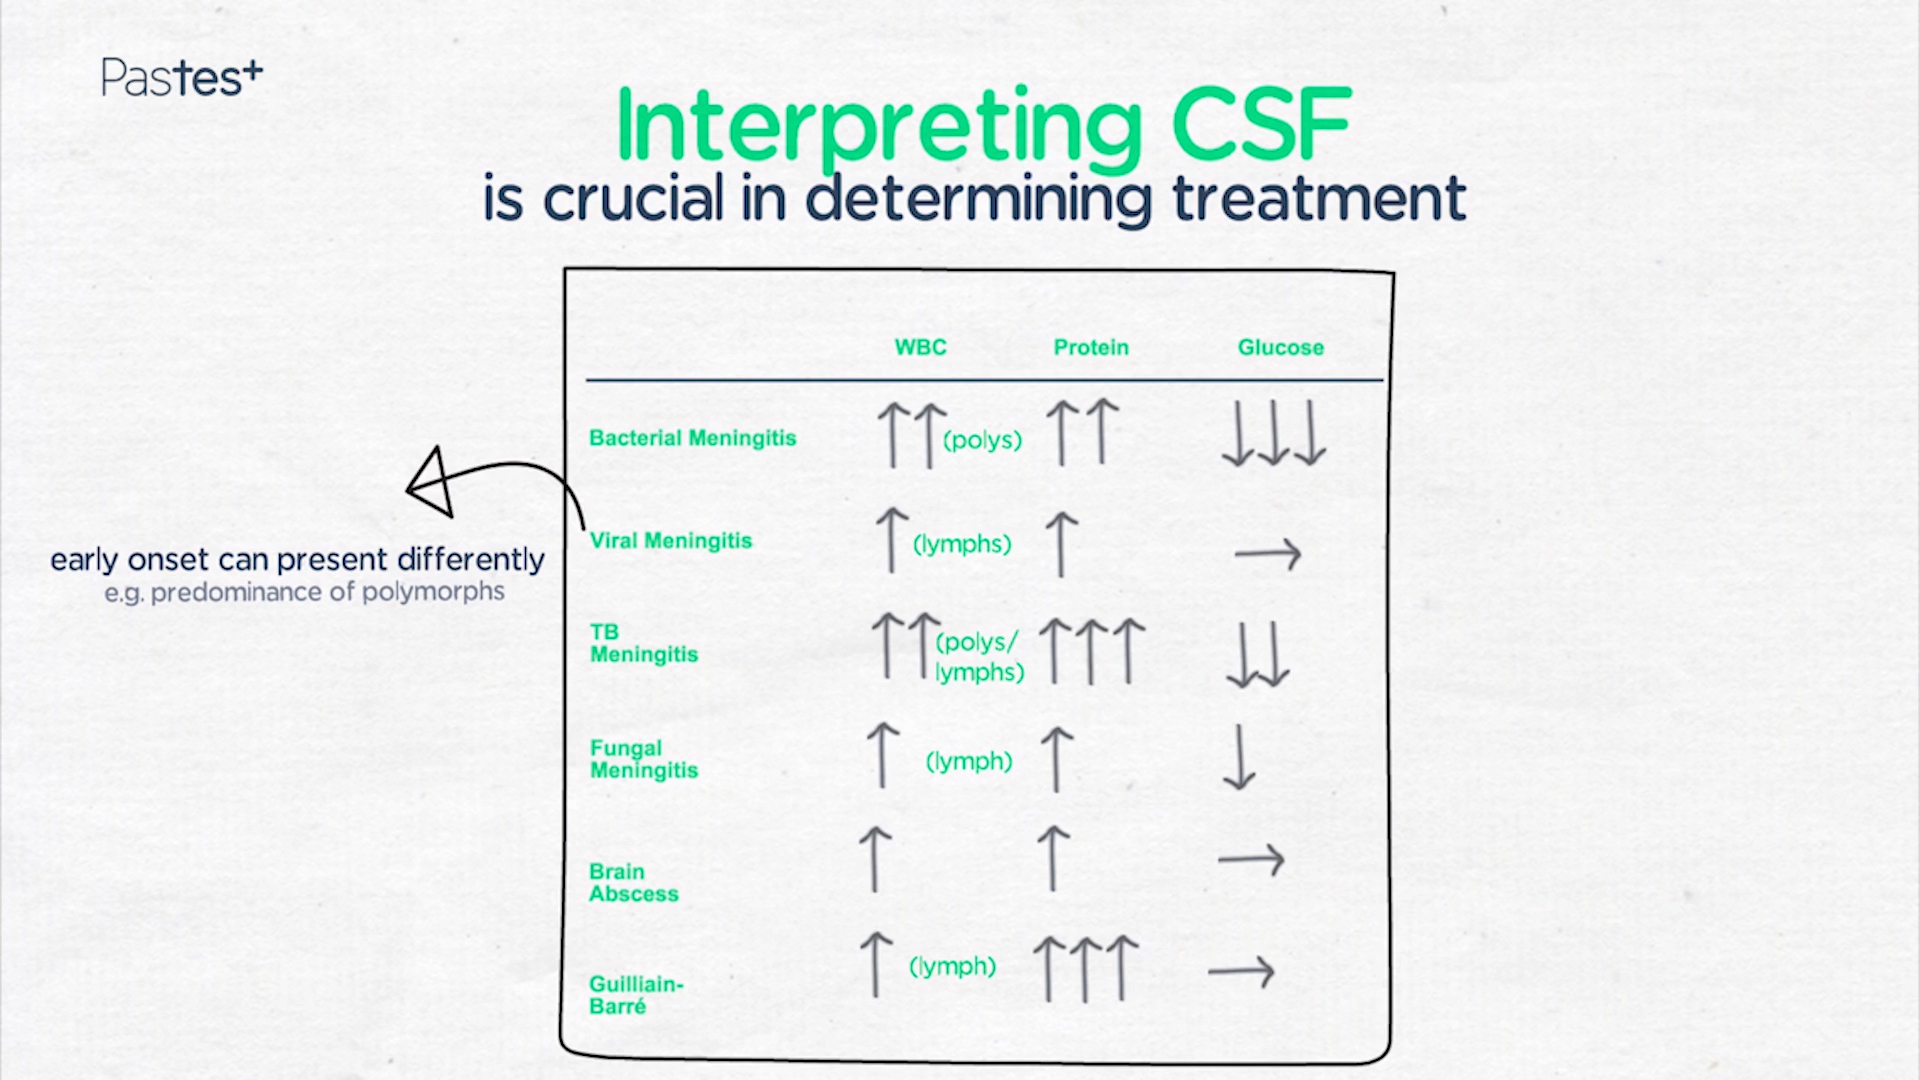 Pastes+
Interpreting CSF
is crucial in determining treatment
WBC Protein Glucose
Bacterial Meningitis ↑↑ (polys) ↑↑ ↓↓↓
Viral Meningitis ↑ (lymphs) ↑ →
early onset can present differently
e.g. predominance of polymorphs
TB
Meningitis ↑↑ (polys/
lymphs) ↑↑↑ ↓↓
Fungal
Meningitis ↑ (lymph) ↑ ↓
Brain
Abscess ↑ ↑ →
Guilliain-
Barré ↑ (lymph) ↑↑↑ →